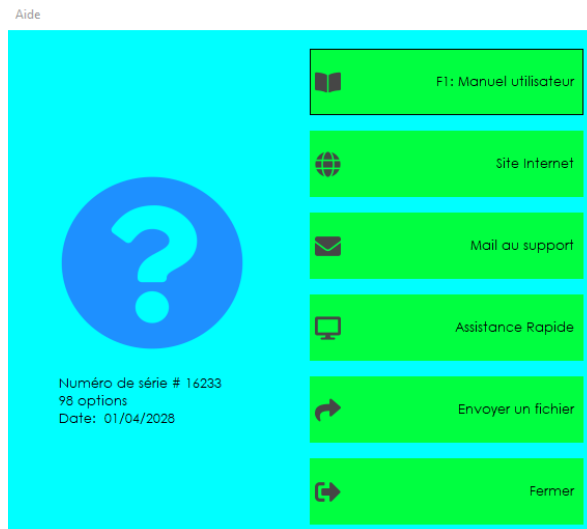 Aide
F1: Manuel utilisateur
Site Internet
Mail au support
Assistance Rapide
Envoyer un fichier
Fermer
Numéro de série # 16233
98 options
Date: 01/04/2028